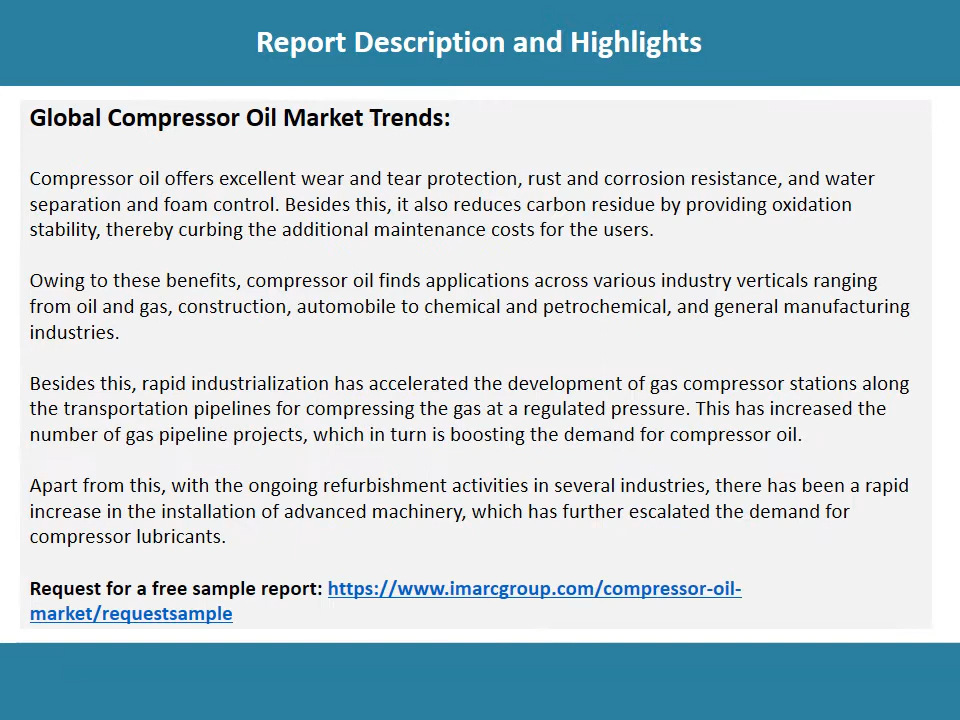 Report Description and Highlights
Global Compressor Oil Market Trends:
Compressor oil offers excellent wear and tear protection, rust and corrosion resistance, and water
separation and foam control. Besides this, it also reduces carbon residue by providing oxidation
stability, thereby curbing the additional maintenance costs for the users.
Owing to these benefits, compressor oil finds applications across various industry verticals ranging
from oil and gas, construction, automobile to chemical and petrochemical, and general manufacturing
industries.
Besides this, rapid industrialization has accelerated the development of gas compressor stations along
the transportation pipelines for compressing the gas at a regulated pressure. This has increased the
number of gas pipeline projects, which in turn is boosting the demand for compressor oil.
Apart from this, with the ongoing refurbishment activities in several industries, there has been a rapid
increase in the installation of advanced machinery, which has further escalated the demand for
compressor lubricants.
Request for a free sample report: https://www.imarcgroup.com/compressor-oil-
market/requestsample